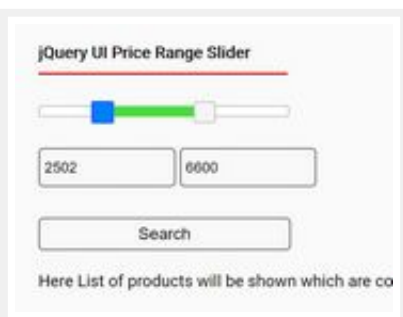 jQuery UI Price Range Slider
2502 6600
Search
Here List of products will be shown which are co